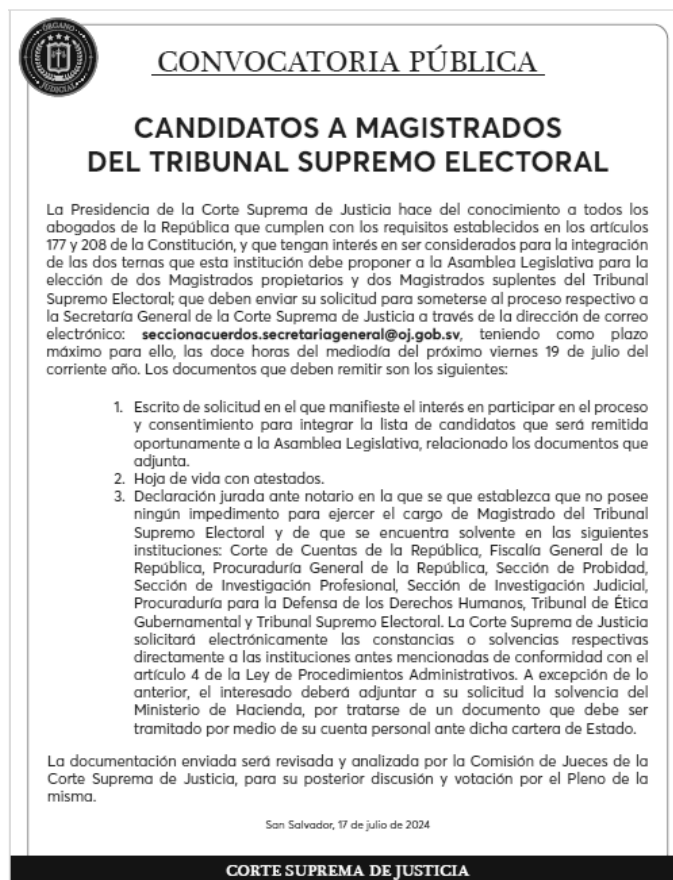 ÓRGANO
JUDICIAL
CONVOCATORIA PÚBLICA
CANDIDATOS A MAGISTRADOS
DEL TRIBUNAL SUPREMO ELECTORAL
La Presidencia de la Corte Suprema de Justicia hace del conocimiento a todos los
abogados de la República que cumplen con los requisitos establecidos en los artículos
177 y 208 de la Constitución, y que tengan interés en ser considerados para la integración
de las dos ternas que esta institución debe proponer a la Asamblea Legislativa para la
elección de dos Magistrados propietarios y dos Magistrados suplentes del Tribunal
Supremo Electoral; que deben enviar su solicitud para someterse al proceso respectivo a
la Secretaría General de la Corte Suprema de Justicia a través de la dirección de correo
electrónico: seccionacuerdos.secretariageneral@oj.gob.sv, teniendo como plazo
máximo para ello, las doce horas del mediodía del próximo viernes 19 de julio del
corriente año. Los documentos que deben remitir son los siguientes:
1. Escrito de solicitud en el que manifieste el interés en participar en el proceso
y consentimiento para integrar la lista de candidatos que será remitida
oportunamente a la Asamblea Legislativa, relacionado los documentos que
adjunta.
2. Hoja de vida con atestados.
3. Declaración jurada ante notario en la que se que establezca que no posee
ningún impedimento para ejercer el cargo de Magistrado del Tribunal
Supremo Electoral y de que se encuentra solvente en las siguientes
instituciones: Corte de Cuentas de la República, Fiscalía General de la
República, Procuraduría General de la República, Sección de Probidad,
Sección de Investigación Profesional, Sección de Investigación Judicial,
Procuraduría para la Defensa de los Derechos Humanos, Tribunal de Ética
Gubernamental y Tribunal Supremo Electoral. La Corte Suprema de Justicia
solicitará electrónicamente las constancias o solvencias respectivas
directamente a las instituciones antes mencionadas de conformidad con el
artículo 4 de la Ley de Procedimientos Administrativos. A excepción de lo
anterior, el interesado deberá adjuntar a su solicitud la solvencia del
Ministerio de Hacienda, por tratarse de un documento que debe ser
tramitado por medio de su cuenta personal ante dicha cartera de Estado.
La documentación enviada será revisada y analizada por la Comisión de Jueces de la
Corte Suprema de Justicia, para su posterior discusión y votación por el Pleno de la
misma.
San Salvador, 17 de julio de 2024
CORTE SUPREMA DE JUSTICIA